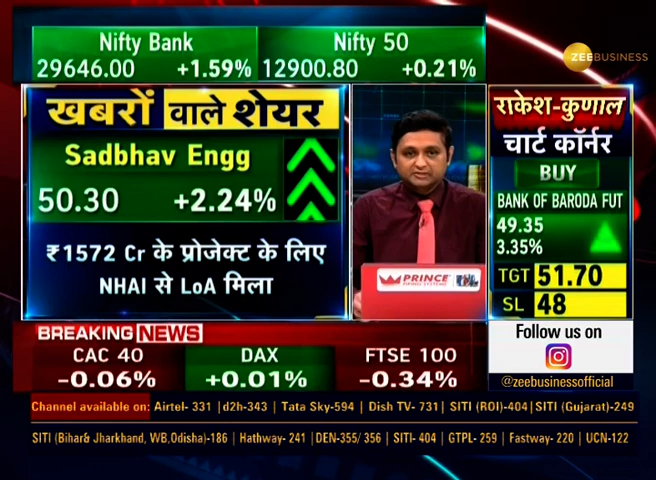 Nifty Bank
29646.00 +1.59%
Nifty 50
12900.80 +0.21%
ZEEBUSINESS
खबरों वाले शेयर
Sadbhav Engg
50.30 +2.24%
₹1572 Cr के प्रोजेक्ट के लिए
NHAI से LoA मिला
PRINCE
PIPING SYSTEMS
राकेश-कुणाल
चार्ट कॉर्नर
BUY
BANK OF BARODA FUT
49.35
3.35%
TGT 51.70
SL 48
BREAKING NEWS
CAC 40
-0.06%
DAX
+0.01%
FTSE 100
-0.34%
Follow us on
@zeebusinessofficial
Channel available on: Airtel- 331 |d2h-343 | Tata Sky-594 | Dish TV- 731| SITI (ROI)-404|SITI (Gujarat)-249
SITI (Bihar& Jharkhand, WB,Odisha)-186 | Hathway- 241 |DEN-355/ 356 | SITI- 404 | GTPL- 259 | Fastway- 220 | UCN-122